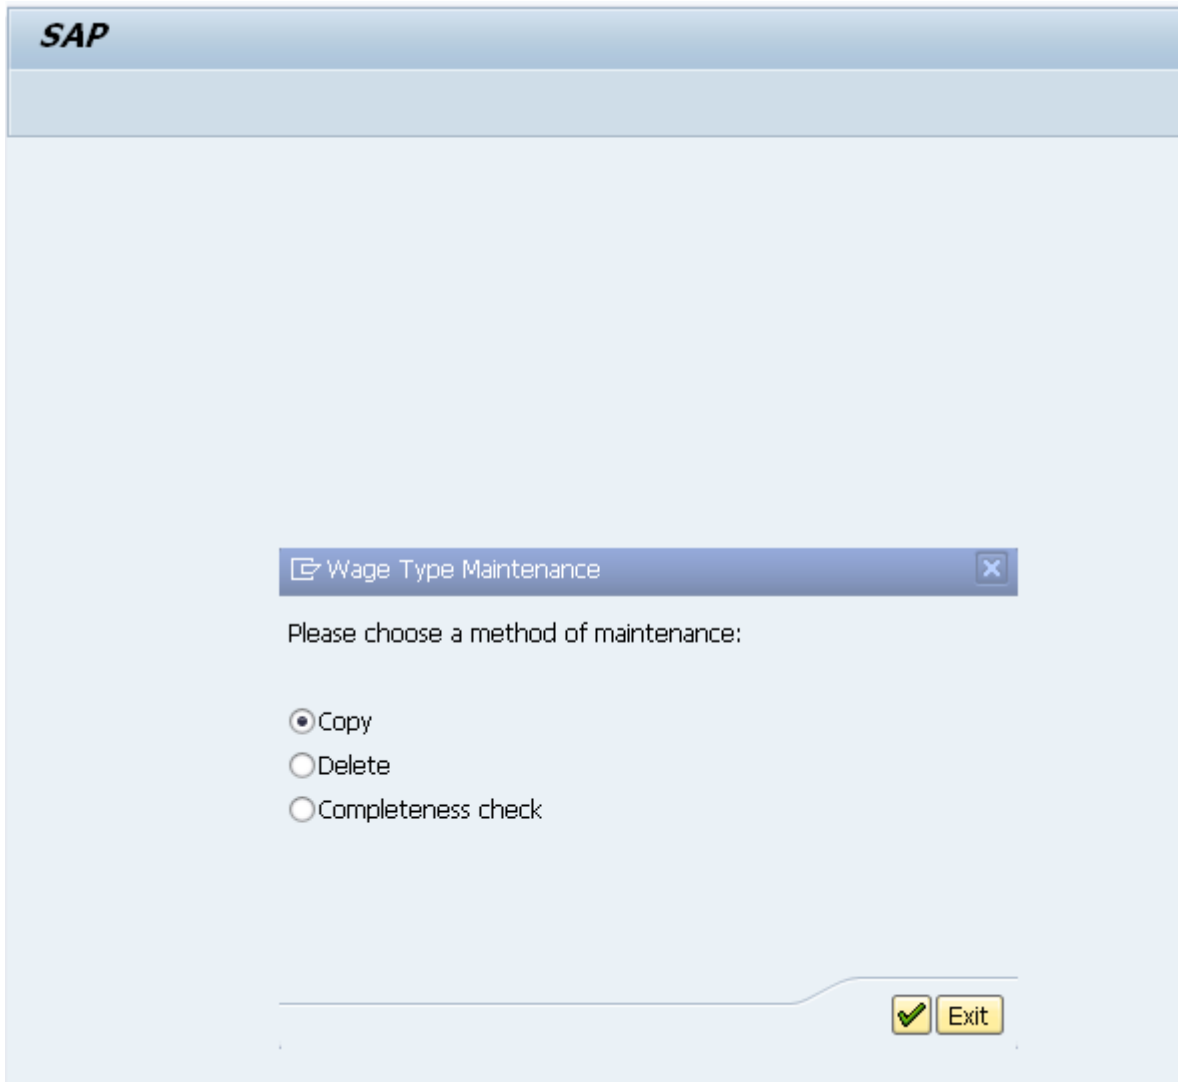 SAP
Wage Type Maintenance
Please choose a method of maintenance:
Copy
Delete
Completeness check
Exit